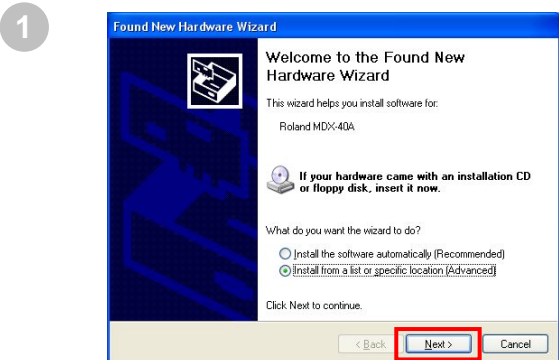 1
Found New Hardware Wizard
Welcome to the Found New
Hardware Wizard
This wizard helps you install software for:
Roland MDX-40A
If your hardware came with an installation CD
or floppy disk, insert it now.
What do you want the wizard to do?
Install the software automatically (Recommended)
Install from a list or specific location (Advanced)
Click Next to continue.
< Back Next > Cancel